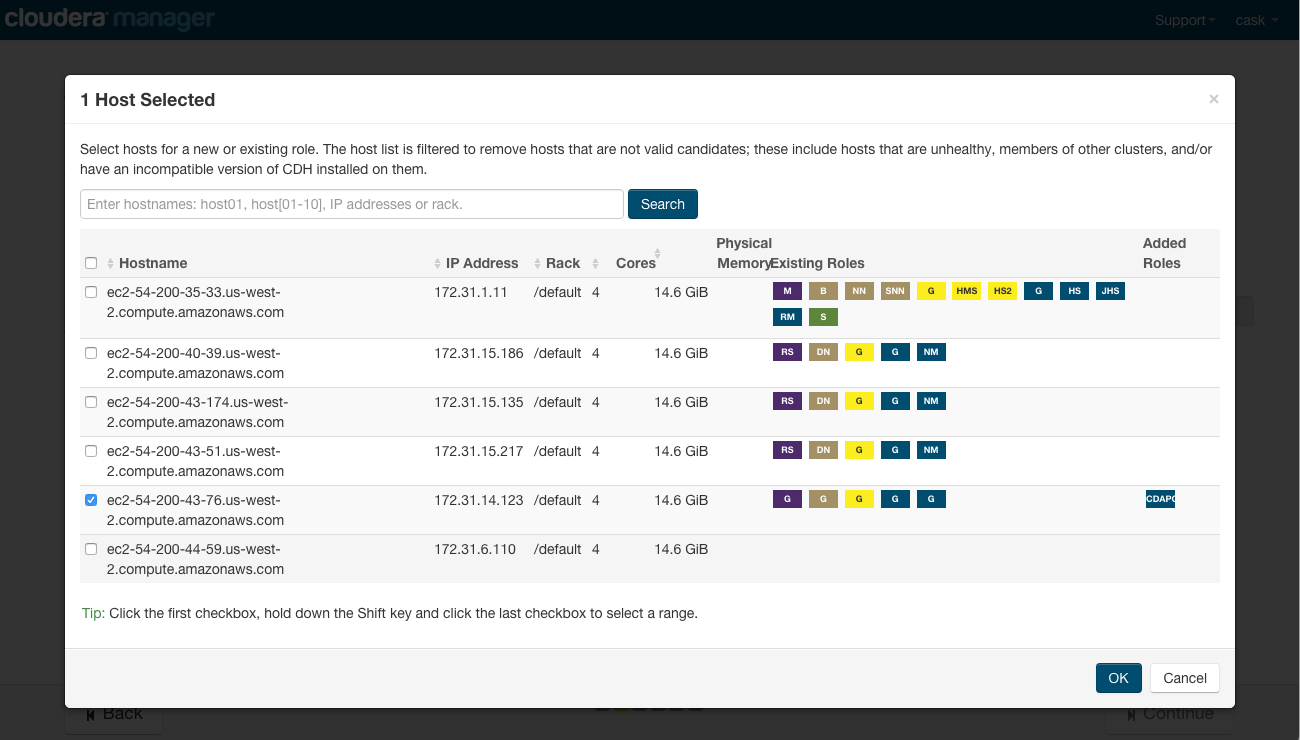 cloudera manager
Support
cask
1 Host Selected
×
Select hosts for a new or existing role. The host list is filtered to remove hosts that are not valid candidates; these include hosts that are unhealthy, members of other clusters, and/or
have an incompatible version of CDH installed on them.
Enter hostnames: host01, host[01-10], IP addresses or rack.
Search
Hostname IP Address Rack Cores Physical Memory Existing Roles Added Roles
ec2-54-200-35-33.us-west- 172.31.1.11 /default 4 14.6 GiB M B NN SNN G HMS HS2 G HS JHS
2.compute.amazonaws.com RM S
ec2-54-200-40-39.us-west- 172.31.15.186 /default 4 14.6 GiB RS DN G G NM
2.compute.amazonaws.com
ec2-54-200-43-174.us-west- 172.31.15.135 /default 4 14.6 GiB RS DN G G NM
2.compute.amazonaws.com
ec2-54-200-43-51.us-west- 172.31.15.217 /default 4 14.6 GiB RS DN G G NM
2.compute.amazonaws.com
ec2-54-200-43-76.us-west- 172.31.14.123 /default 4 14.6 GiB G G G G G
2.compute.amazonaws.com
ec2-54-200-44-59.us-west- 172.31.6.110 /default 4 14.6 GiB
2.compute.amazonaws.com
Tip: Click the first checkbox, hold down the Shift key and click the last checkbox to select a range.
OK
Cancel
Back
Continue